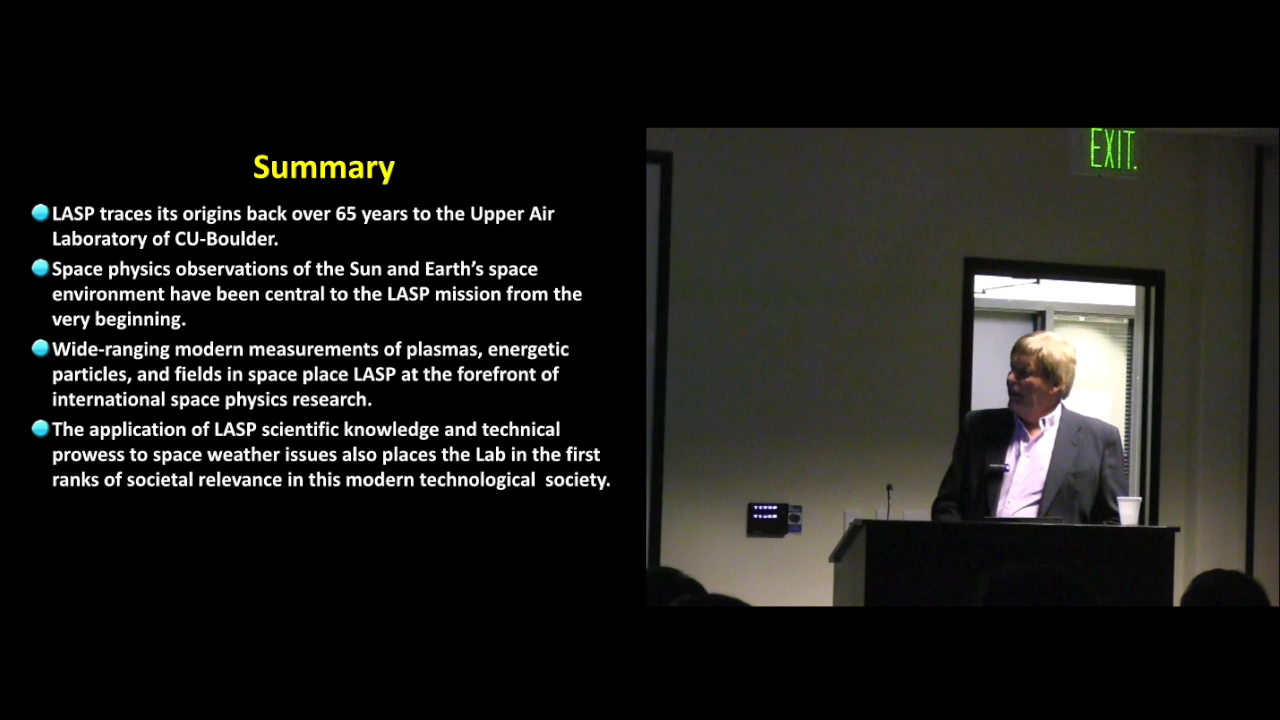 Summary
LASP traces its origins back over 65 years to the Upper Air
Laboratory of CU-Boulder.
Space physics observations of the Sun and Earth’s space
environment have been central to the LASP mission from the
very beginning.
Wide-ranging modern measurements of plasmas, energetic
particles, and fields in space place LASP at the forefront of
international space physics research.
The application of LASP scientific knowledge and technical
prowess to space weather issues also places the Lab in the first
ranks of societal relevance in this modern technological  society.
EXIT